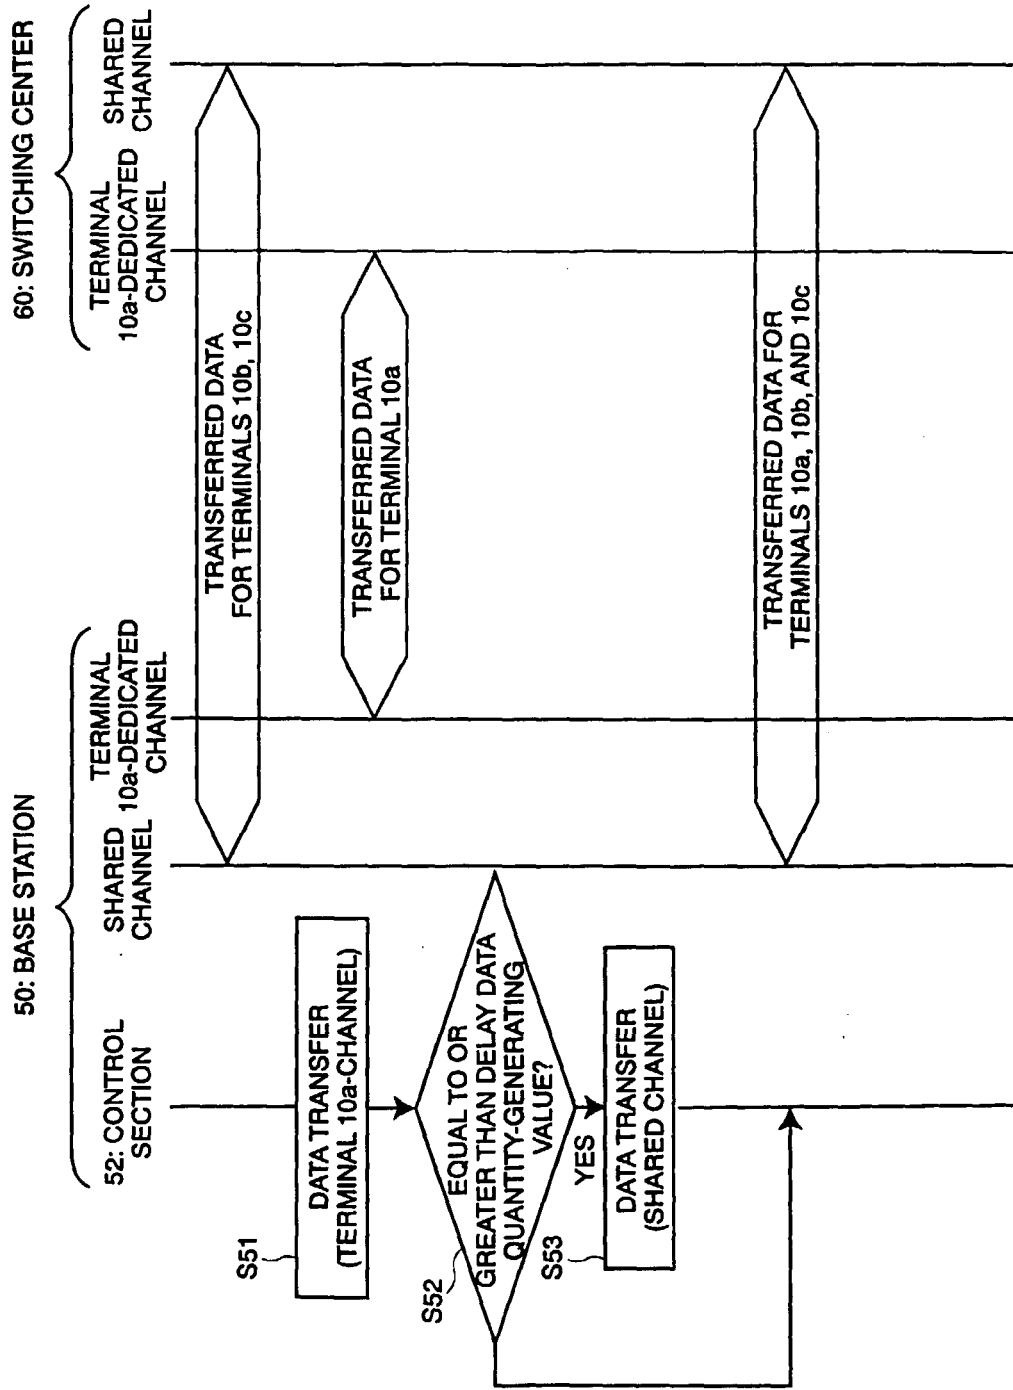 50: BASE STATION
60: SWITCHING CENTER
52: CONTROL
SECTION
SHARED
CHANNEL
TERMINAL
10a-DEDICATED
CHANNEL
TERMINAL
10a-DEDICATED
CHANNEL
SHARED
CHANNEL
TRANSFERRED DATA
FOR TERMINALS 10b, 10c
S51
DATA TRANSFER
(TERMINAL 10a-CHANNEL)
TRANSFERRED DATA
FOR TERMINAL 10a
S52
EQUAL TO OR
GREATER THAN DELAY DATA
QUANTITY-GENERATING
VALUE?
YES
S53
DATA TRANSFER
(SHARED CHANNEL)
TRANSFERRED DATA FOR
TERMINALS 10a, 10b, AND 10c